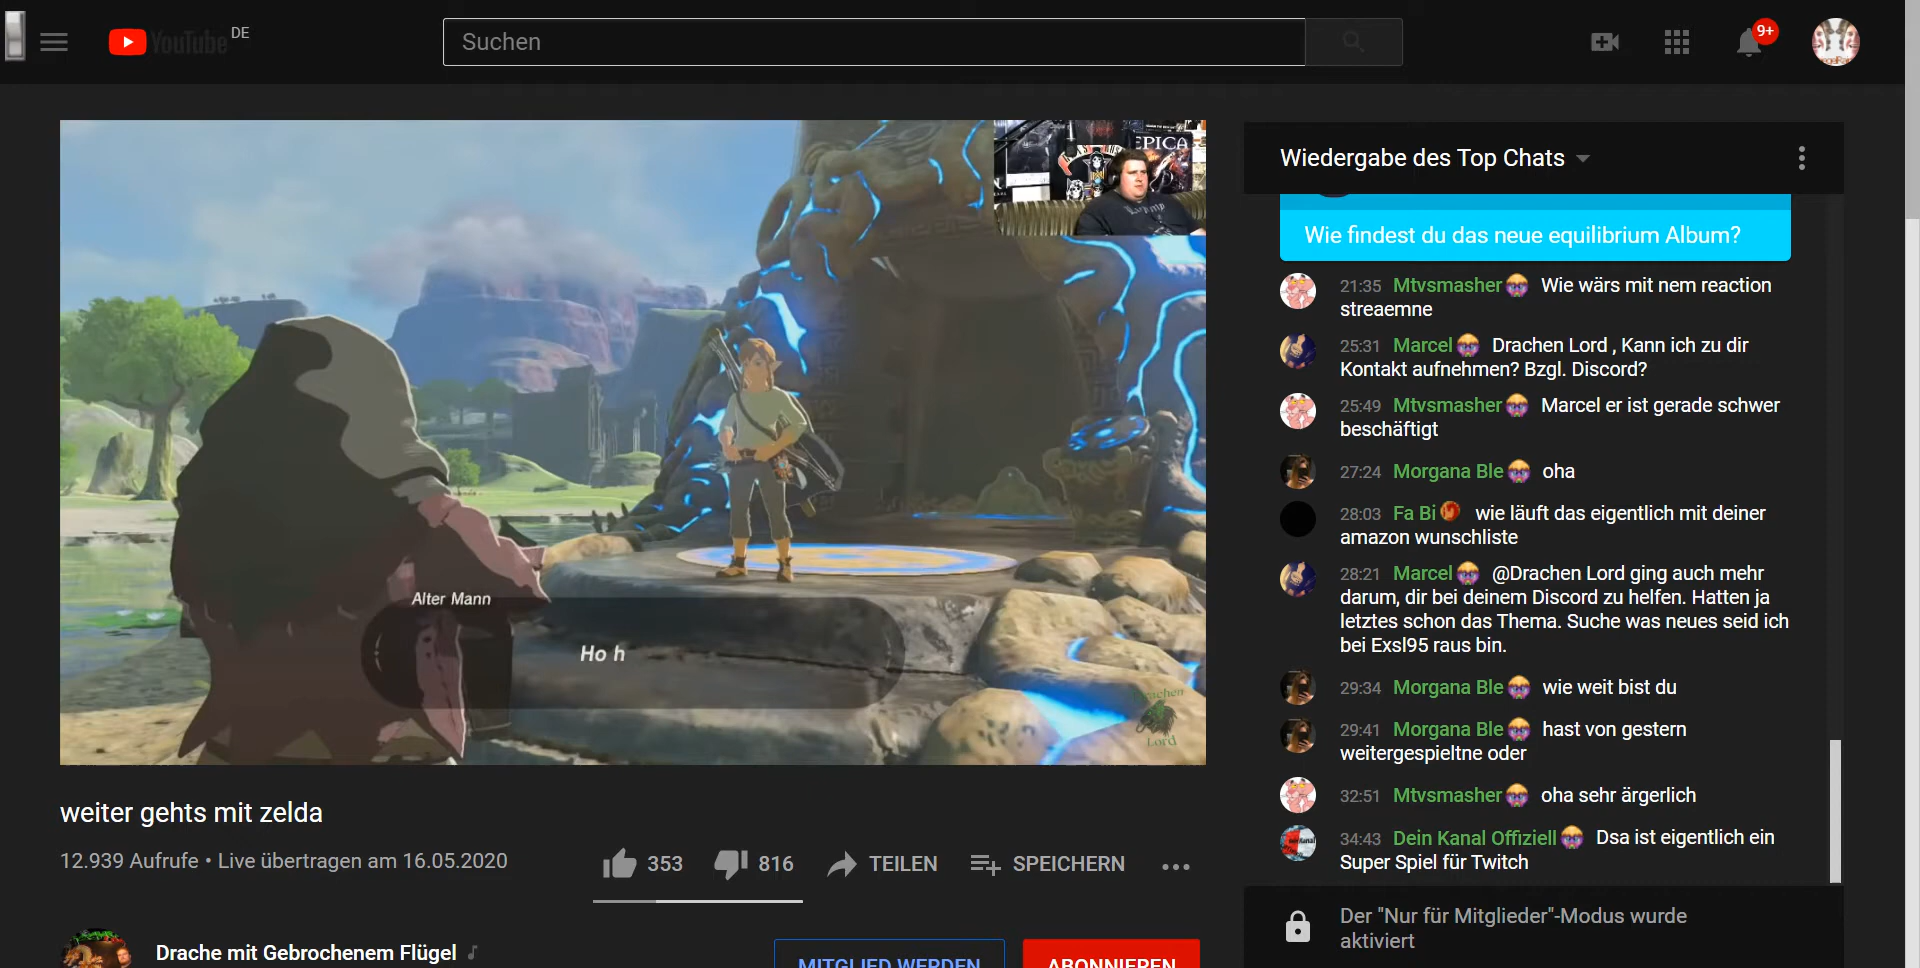 YouTube DE
Suchen
9+
EPICA
Alter Mann
Ho h
Drachen
Lord
weiter gehts mit zelda
12.939 Aufrufe • Live übertragen am 16.05.2020
353
816
TEILEN
SPEICHERN
Drache mit Gebrochenem Flügel
MITGLIED WERDEN
ABONNIEREN
Wiedergabe des Top Chats
Wie findest du das neue equilibrium Album?
21:35 Mtvsmasher Wie wärs mit nem reaction
streaemne
25:31 Marcel Drachen Lord , Kann ich zu dir
Kontakt aufnehmen? Bzgl. Discord?
25:49 Mtvsmasher Marcel er ist gerade schwer
beschäftigt
27:24 Morgana Ble oha
28:03 Fa Bi wie läuft das eigentlich mit deiner
amazon wunschliste
28:21 Marcel @Drachen Lord ging auch mehr
darum, dir bei deinem Discord zu helfen. Hatten ja
letztes schon das Thema. Suche was neues seid ich
bei Exsl95 raus bin.
29:34 Morgana Ble wie weit bist du
29:41 Morgana Ble hast von gestern
weitergespieltne oder
32:51 Mtvsmasher oha sehr ärgerlich
34:43 Dein Kanal Offiziell Dsa ist eigentlich ein
Super Spiel für Twitch
Der "Nur für Mitglieder"-Modus wurde
aktiviert